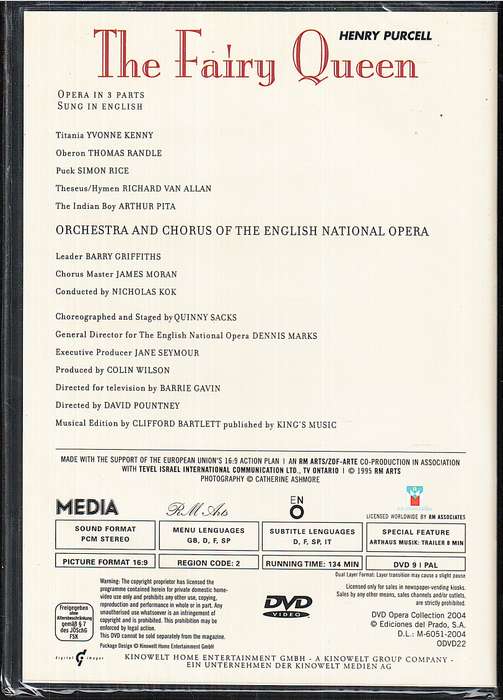 HENRY PURCELL
The Fairy Queen
OPERA IN 3 PARTS
SUNG IN ENGLISH
Titania YVONNE KENNY
Oberon THOMAS RANDLE
Puck SIMON RICE
Theseus/Hymen RICHARD VAN ALLAN
The Indian Boy ARTHUR PITA
ORCHESTRA AND CHORUS OF THE ENGLISH NATIONAL OPERA
Leader BARRY GRIFFITHS
Chorus Master JAMES MORAN
Conducted by NICHOLAS KOK
Choreographed and Staged by QUINNY SACKS
General Director for The English National Opera DENNIS MARKS
Executive Producer JANE SEYMOUR
Produced by COLIN WILSON
Directed for television by BARRIE GAVIN
Directed by DAVID POUNTNEY
Musical Edition by CLIFFORD BARTLETT published by KING'S MUSIC
MADE WITH THE SUPPORT OF THE EUROPEAN UNION'S 16:9 ACTION PLAN I AN RM ARTS/ZDF-ARTE CO-PRODUCTION IN ASSOCIATION
WITH TEVEL ISRAEL INTERNATIONAL COMMUNICATION LTD., TV ONTARIO I © 1995 RM ARTS
PHOTOGRAPHY © CATHERINE ASHMORE
MEDIA
RM Arts
ENO
LICENSED WORLDWIDE BY RM ASSOCIATES
SOUND FORMAT
PCM STEREO
MENU LANGUAGES
GB, D, F, SP
SUBTITLE LANGUAGES
D, F, SP, IT
SPECIAL FEATURE
ARTHAUS MUSIK: TRAILER 8 MIN
PICTURE FORMAT 16:9
REGION CODE: 2
RUNNING TIME: 134 MIN
DVD 9 I PAL
Dual Layer Format: Layer transition may cause a slight pause
Freigegeben
ohne
Altersbeschränkung
gemäß § 7
des JÖSchG
FSK
Warning: The copyright proprietor has licensed the
programme contained herein for private domestic home-
video use only and prohibits any other use, copying,
reproduction and performance in whole or in part. Any
unauthorised use whatsoever is an infringement of
copyright and is prohibited. This prohibition may be
enforced by legal action.
This DVD cannot be sold separately from the magazine.
Package Design © Kinowelt Home Entertainment GmbH
DVD
VIDEO
Licensed only for sales in newspaper-vending kiosks.
Sales by any other means, sales channels and/or outlets,
are strictly forbidden.
DVD Opera Collection 2004
© Ediciones del Prado, S.A.
D.L.: M-6051-2004
ODVD22
digital images
KINOWELT HOME ENTERTAINMENT GMBH - A KINOWELT GROUP COMPANY -
EIN UNTERNEHMEN DER KINOWELT MEDIEN AG